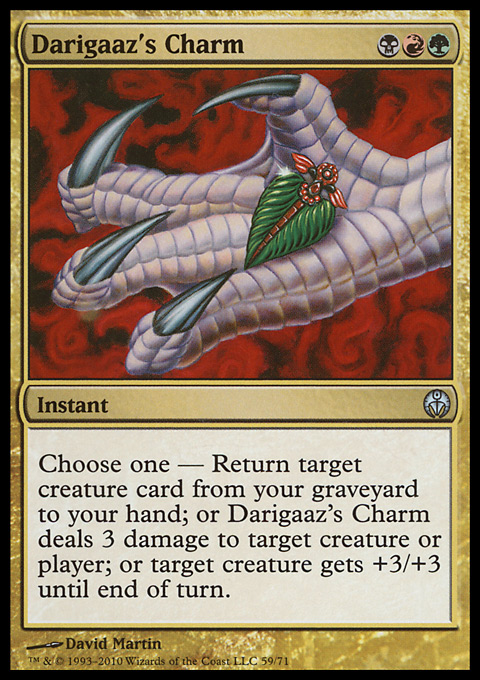 Darigaaz's Charm
Instant
Choose one — Return target
creature card from your graveyard
to your hand; or Darigaaz's Charm
deals 3 damage to target creature or
player; or target creature gets +3/+3
until end of turn.
David Martin
™ & © 1993–2010 Wizards of the Coast LLC 59/71